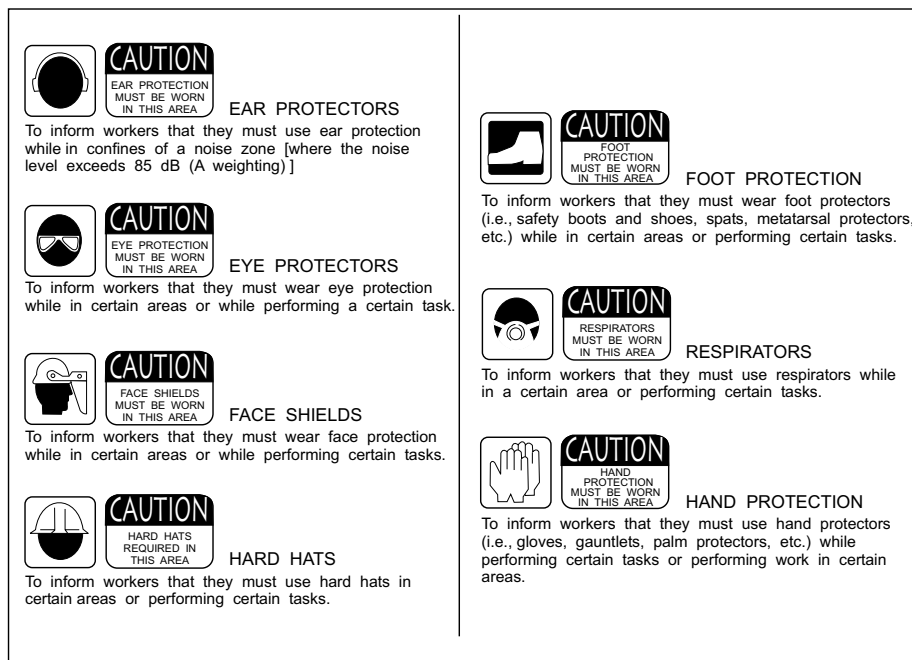 CAUTION
EAR PROTECTION
MUST BE WORN
IN THIS AREA
EAR PROTECTORS
To inform workers that they must use ear protection
while in confines of a noise zone [where the noise
level exceeds 85 dB (A weighting) ]
CAUTION
EYE PROTECTION
MUST BE WORN
IN THIS AREA
EYE PROTECTORS
To inform workers that they must wear eye protection
while in certain areas or while performing a certain task.
CAUTION
FACE SHIELDS
MUST BE WORN
IN THIS AREA
FACE SHIELDS
To inform workers that they must wear face protection
while in certain areas or while performing certain tasks.
CAUTION
HARD HATS
REQUIRED IN
THIS AREA
HARD HATS
To inform workers that they must use hard hats in
certain areas or performing certain tasks.
CAUTION
FOOT
PROTECTION
MUST BE WORN
IN THIS AREA
FOOT PROTECTION
To inform workers that they must wear foot protectors
(i.e., safety boots and shoes, spats, metatarsal protectors,
etc.) while in certain areas or performing certain tasks.
CAUTION
RESPIRATORS
MUST BE WORN
IN THIS AREA
RESPIRATORS
To inform workers that they must use respirators while
in a certain area or performing certain tasks.
CAUTION
HAND
PROTECTION
MUST BE WORN
IN THIS AREA
HAND PROTECTION
To inform workers that they must use hand protectors
(i.e., gloves, gauntlets, palm protectors, etc.) while
performing certain tasks or performing work in certain
areas.